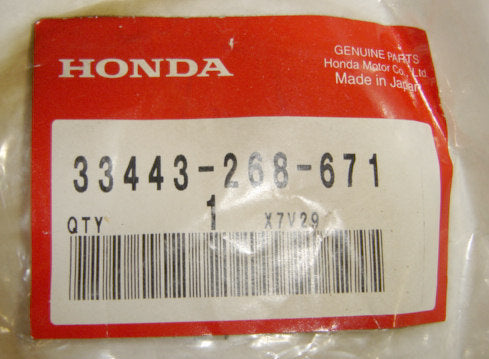 HONDA
GENUINE PARTS
Honda Motor Co., Ltd.
Made in Japan
33443-268-671
QTY 1 X7V29